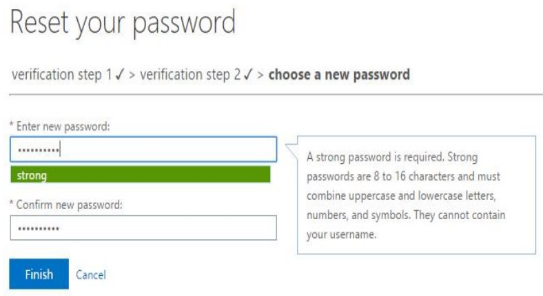 Reset your password
verification step 1 ✓ > verification step 2 ✓ > choose a new password
* Enter new password:
••••••••••
strong
* Confirm new password:
••••••••••
A strong password is required. Strong
passwords are 8 to 16 characters and must
combine uppercase and lowercase letters,
numbers, and symbols. They cannot contain
your username.
Finish Cancel